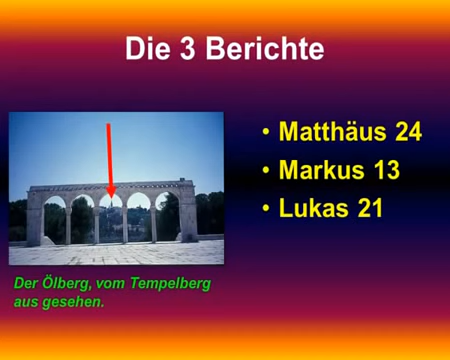 Die 3 Berichte
• Matthäus 24
• Markus 13
• Lukas 21
Der Ölberg, vom Tempelberg
aus gesehen.